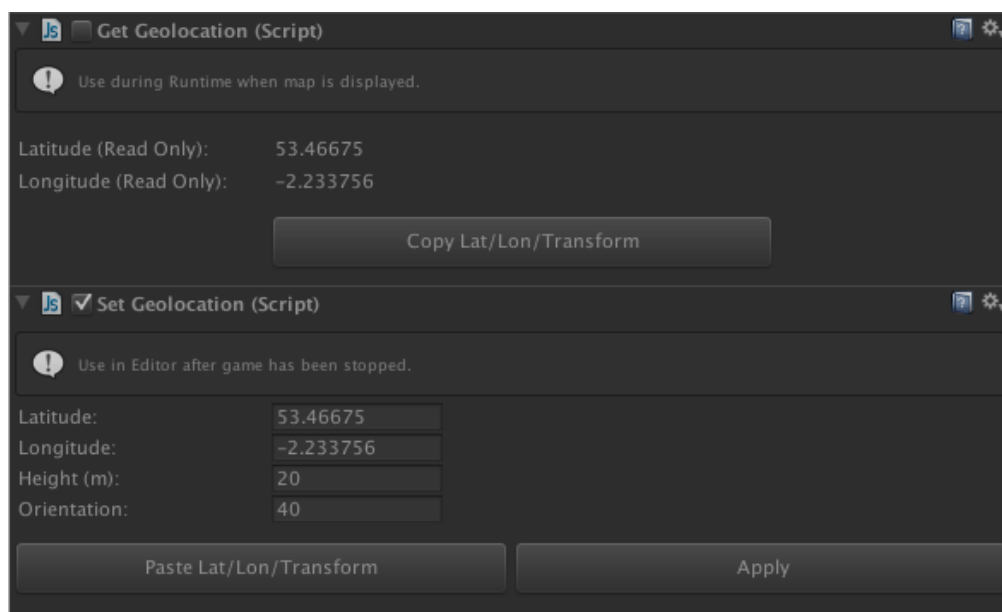 Get Geolocation (Script)
Use during Runtime when map is displayed.
Latitude (Read Only): 53.46675
Longitude (Read Only): -2.233756
Copy Lat/Lon/Transform
Set Geolocation (Script)
Use in Editor after game has been stopped.
Latitude: 53.46675
Longitude: -2.233756
Height (m): 20
Orientation: 40
Paste Lat/Lon/Transform Apply